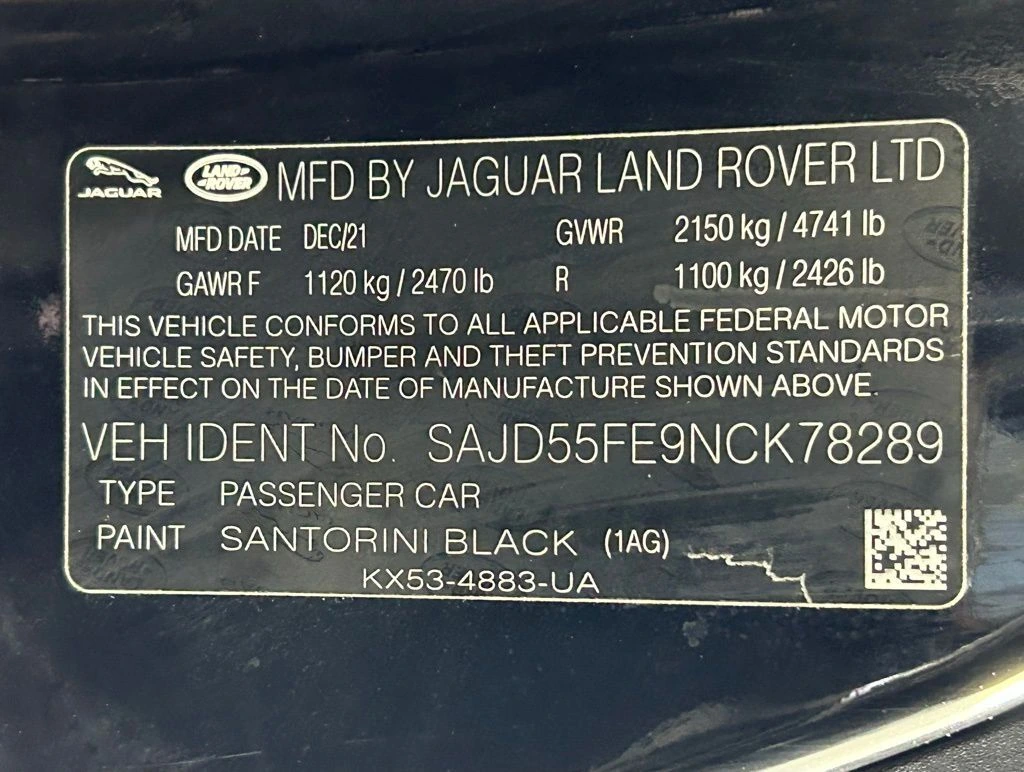 JAGUAR LAND ROVER MFD BY JAGUAR LAND ROVER LTD
MFD DATE DEC/21 GVWR 2150 kg / 4741 lb
GAWR F 1120 kg / 2470 lb R 1100 kg / 2426 lb
THIS VEHICLE CONFORMS TO ALL APPLICABLE FEDERAL MOTOR
VEHICLE SAFETY, BUMPER AND THEFT PREVENTION STANDARDS
IN EFFECT ON THE DATE OF MANUFACTURE SHOWN ABOVE.
VEH IDENT No. SAJD55FE9NCK78289
TYPE PASSENGER CAR
PAINT SANTORINI BLACK (1AG)
KX53-4883-UA